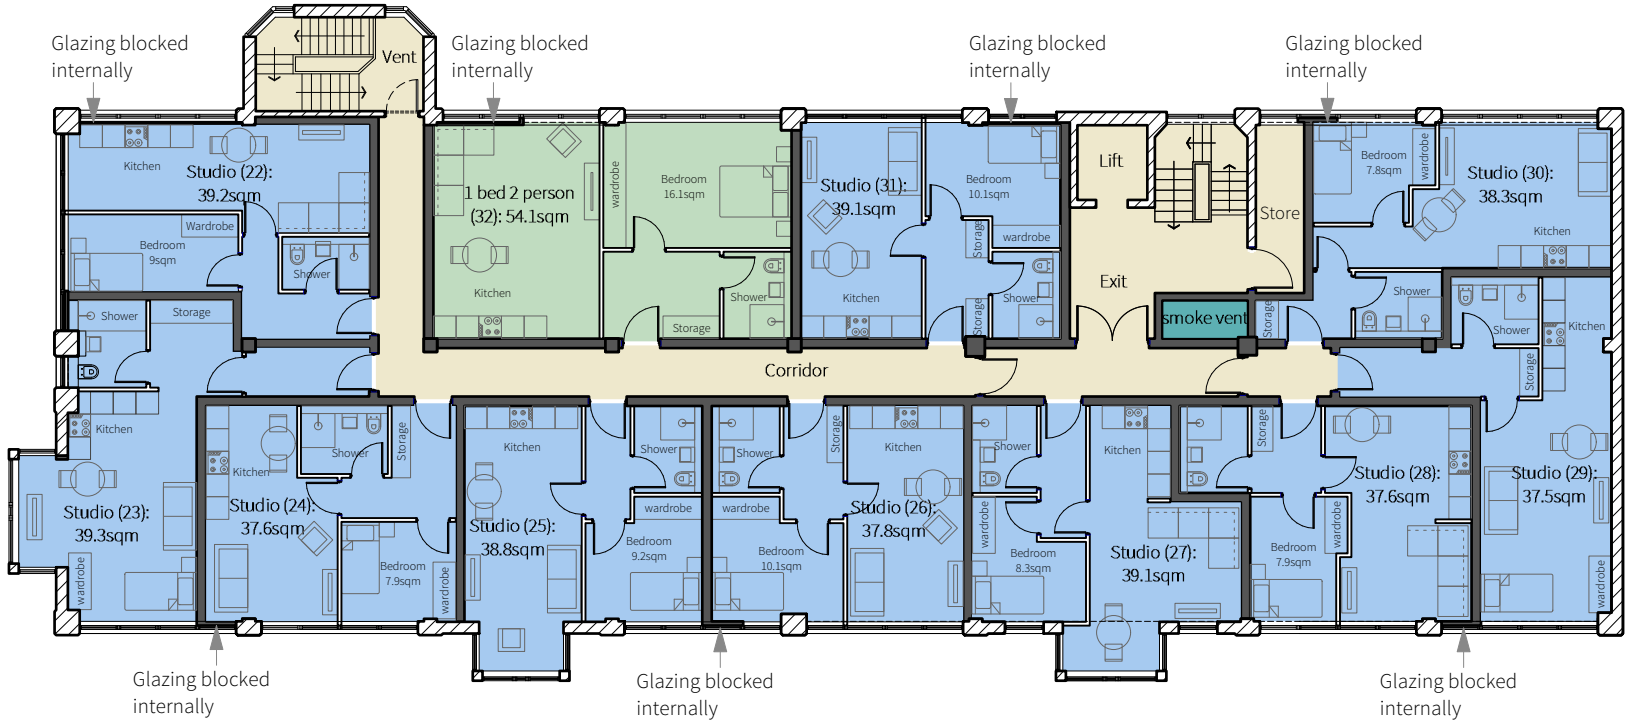 Glazing blocked
internally
Vent
Glazing blocked
internally
Glazing blocked
internally
Glazing blocked
internally
Kitchen
Studio (22):
39.2sqm
Wardrobe
Bedroom
9sqm
Shower
1 bed 2 person
(32): 54.1sqm
Kitchen
wardrobe
Bedroom
16.1sqm
Shower
Storage
Studio (31):
39.1sqm
Kitchen
Bedroom
10.1sqm
Storage
wardrobe
Shower
Storage
Lift
Exit
Store
smoke vent
Storage
Bedroom
7.8sqm
wardrobe
Studio (30):
38.3sqm
Kitchen
Shower
Shower
Storage
Kitchen
Corridor
Kitchen
Shower
Storage
Studio (23):
39.3sqm
wardrobe
Kitchen
Shower
Storage
Studio (24):
37.6sqm
Bedroom
7.9sqm
wardrobe
Kitchen
Studio (25):
38.8sqm
Shower
wardrobe
Bedroom
9.2sqm
Shower
Storage
wardrobe
Bedroom
10.1sqm
Kitchen
Studio (26):
37.8sqm
Shower
wardrobe
Bedroom
8.3sqm
Kitchen
Studio (27):
39.1sqm
Shower
Storage
Bedroom
7.9sqm
wardrobe
Studio (28):
37.6sqm
Kitchen
Studio (29):
37.5sqm
wardrobe
Glazing blocked
internally
Glazing blocked
internally
Glazing blocked
internally